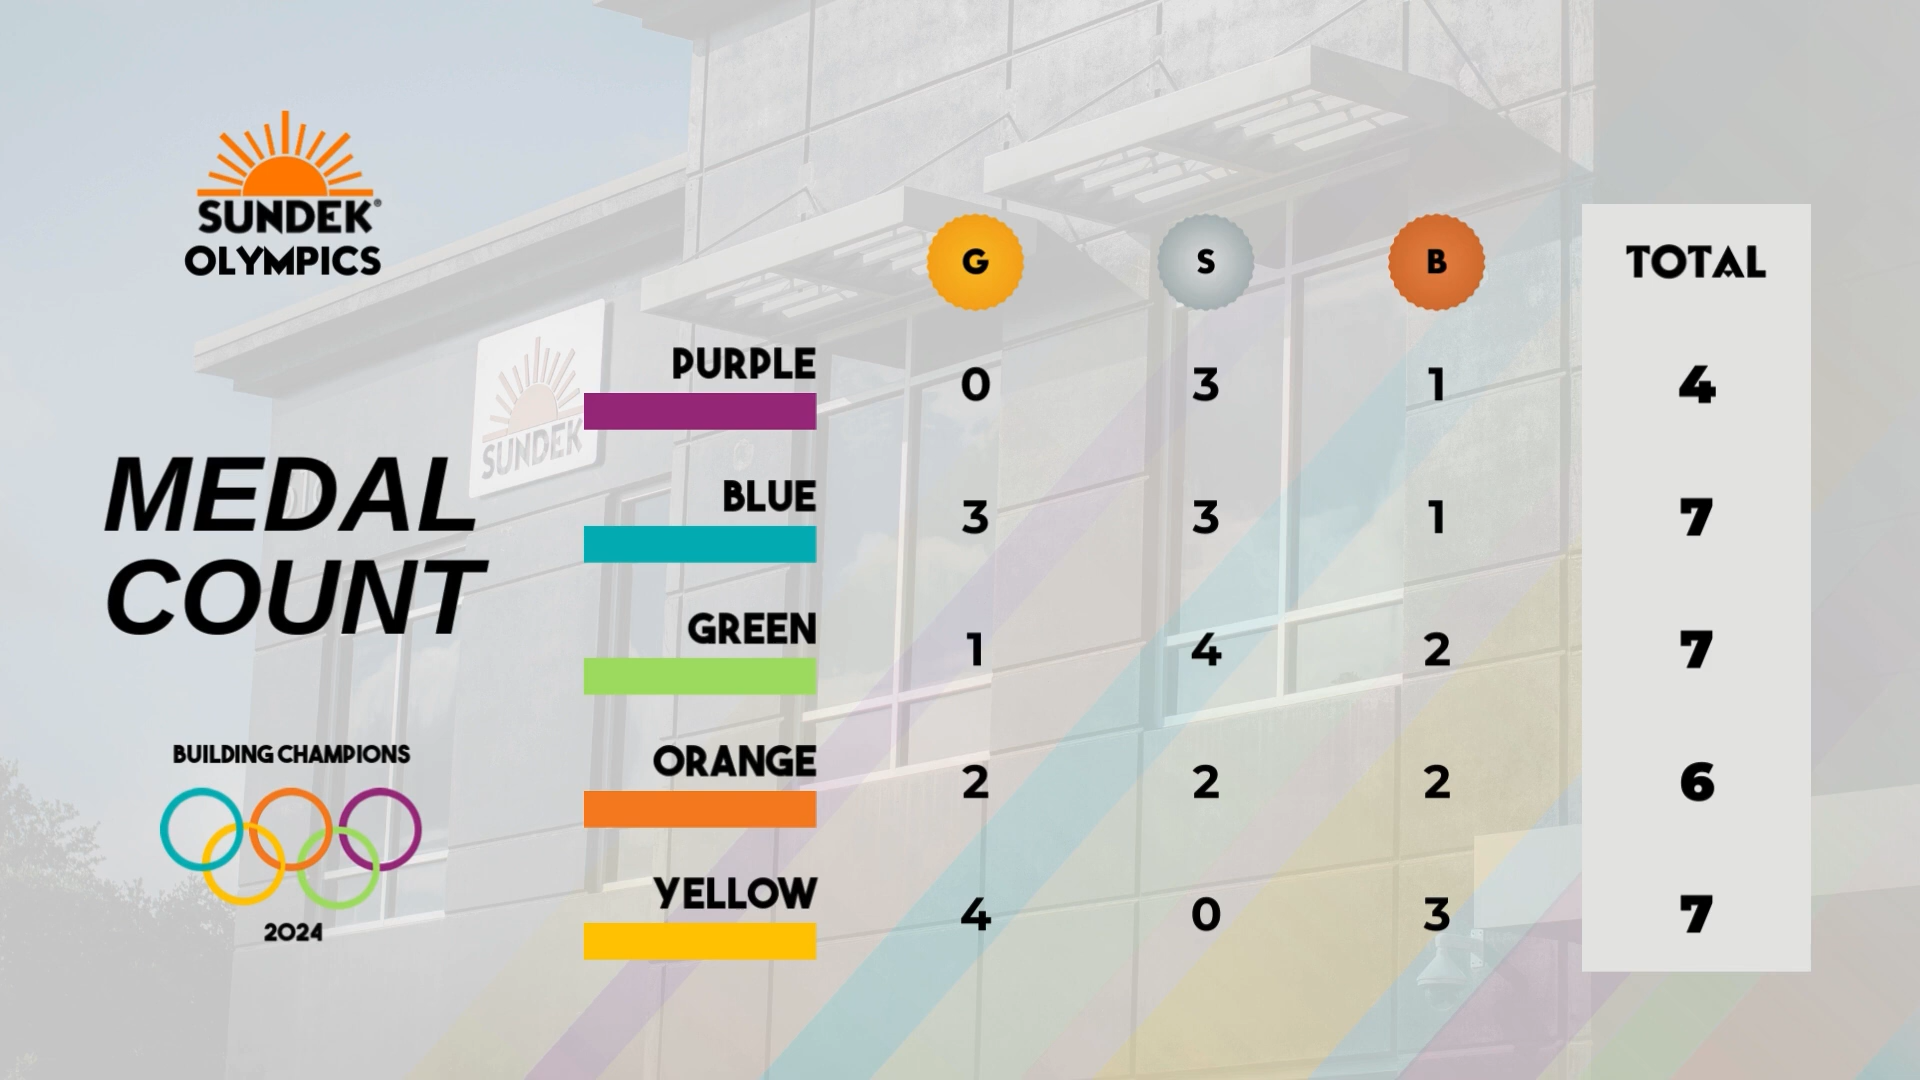 SUNDEK®
OLYMPICS
G S B TOTAL
SUNDEK
PURPLE 0 3 1 4
MEDAL
COUNT
BLUE 3 3 1 7
GREEN 1 4 2 7
ORANGE 2 2 2 6
YELLOW 4 0 3 7
BUILDING CHAMPIONS
2024